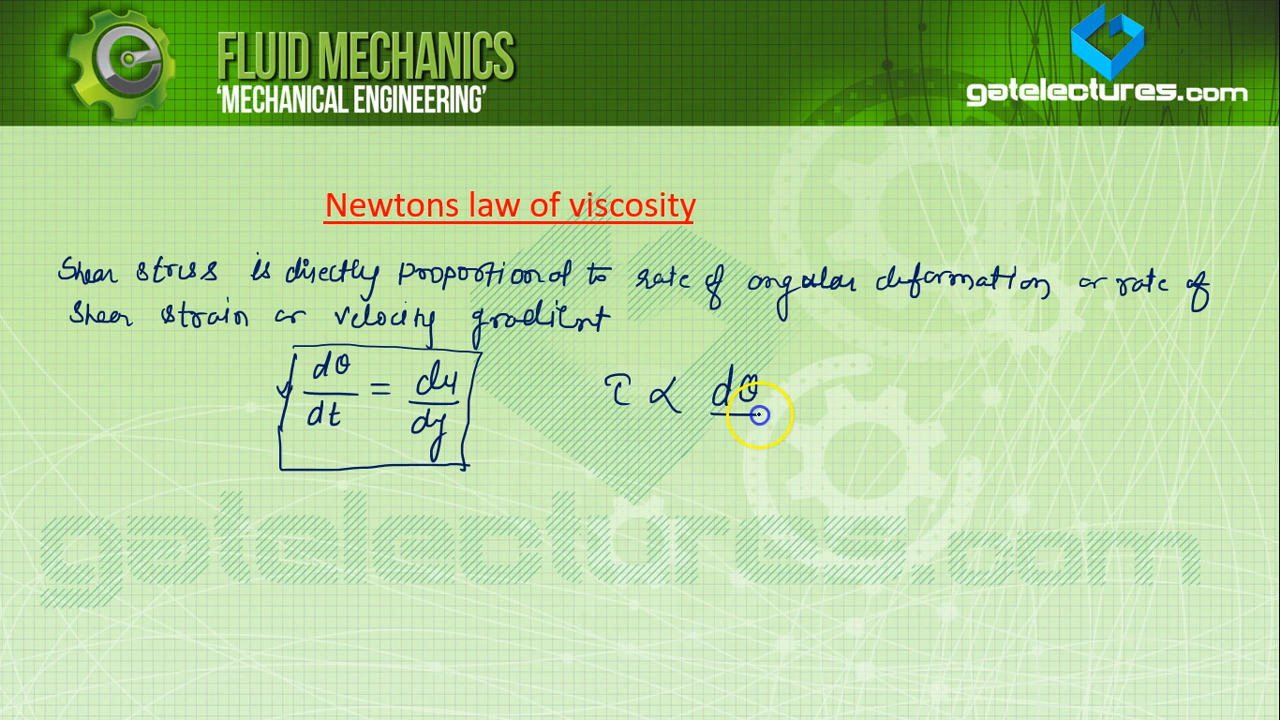 FLUID MECHANICS
'MECHANICAL ENGINEERING'
gatelectures.com
Newtons law of viscosity
Shear stress is directly proportional to rate of angular deformation or rate of
shear strain or velocity gradient
dθ/dt = du/dy
τ ∝ dθ
gatelectures.com